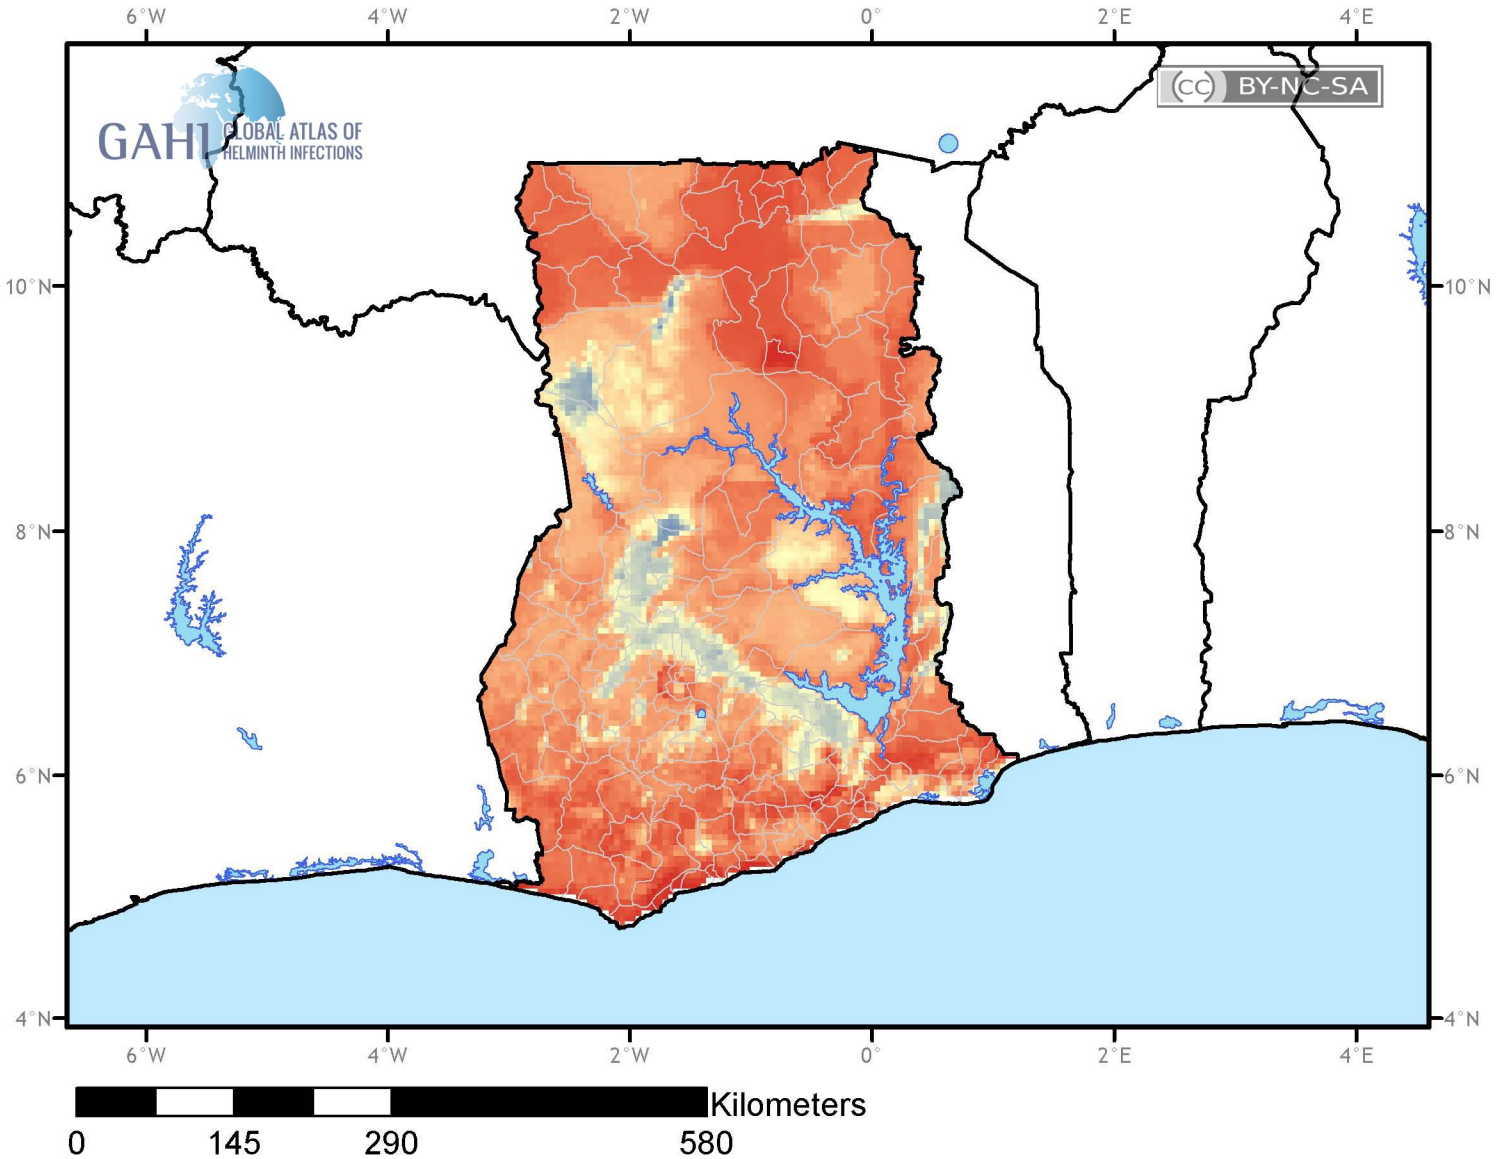 6°W 4°W 2°W 0° 2°E 4°E
GAHI GLOBAL ATLAS OF
HELMINTH INFECTIONS
CC BY-NC-SA
10°N 10°N
8°N 8°N
6°N 6°N
4°N 4°N
6°W 4°W 2°W 0° 2°E 4°E
Kilometers
0 145 290 580